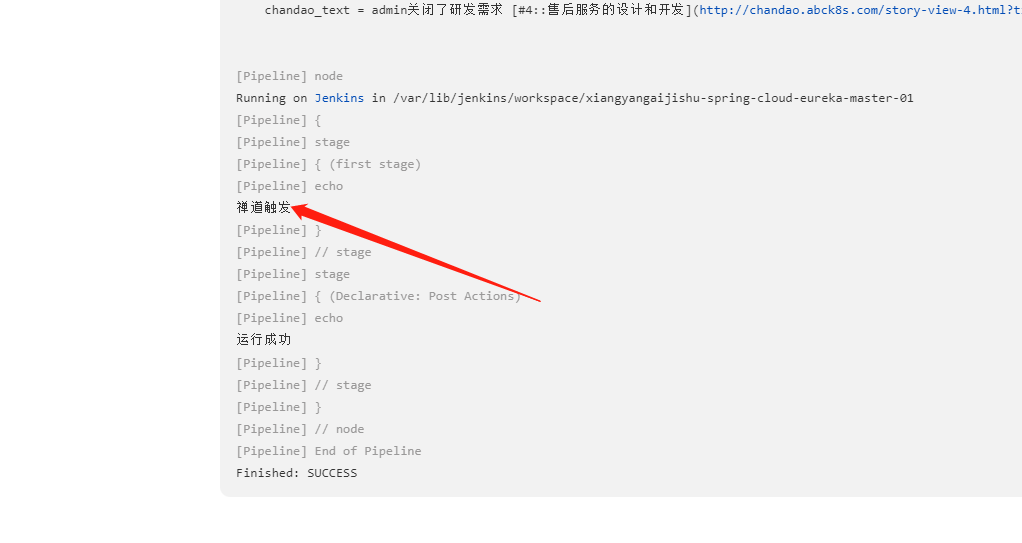 chandao_text = admin关闭了研发需求 [#4::售后服务的设计和开发](http://chandao.abck8s.com/story-view-4.html?t
[Pipeline] node
Running on Jenkins in /var/lib/jenkins/workspace/xiangyangaijishu-spring-cloud-eureka-master-01
[Pipeline] {
[Pipeline] stage
[Pipeline] { (first stage)
[Pipeline] echo
禅道触发
[Pipeline] }
[Pipeline] // stage
[Pipeline] stage
[Pipeline] { (Declarative: Post Actions)
[Pipeline] echo
运行成功
[Pipeline] }
[Pipeline] // stage
[Pipeline] }
[Pipeline] // node
[Pipeline] End of Pipeline
Finished: SUCCESS